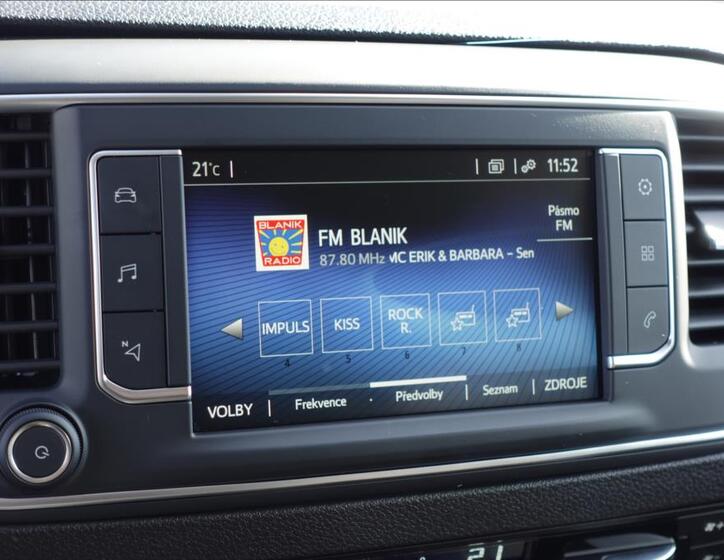 21°C
11:52
Pásmo
FM
BLANIK
RADIO
FM BLANIK
87.80 MHz MC ERIK & BARBARA - Sen
IMPULS
KISS
ROCK
R.
4
5
6
7
8
VOLBY
Frekvence
Předvolby
Seznam
ZDROJE
N
21